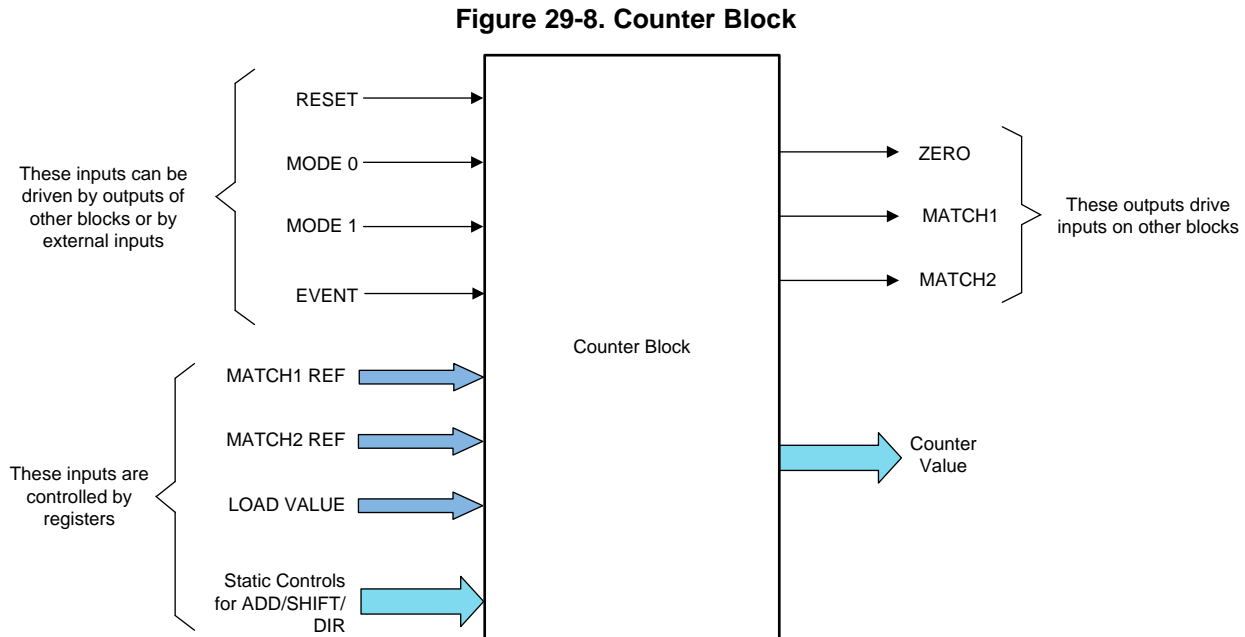 Figure 29-8. Counter Block
These inputs can be
driven by outputs of
other blocks or by
external inputs
RESET
MODE 0
MODE 1
EVENT
These inputs are
controlled by
registers
MATCH1 REF
MATCH2 REF
LOAD VALUE
Static Controls
for ADD/SHIFT/
DIR
Counter Block
ZERO
MATCH1
MATCH2
These outputs drive
inputs on other blocks
Counter
Value